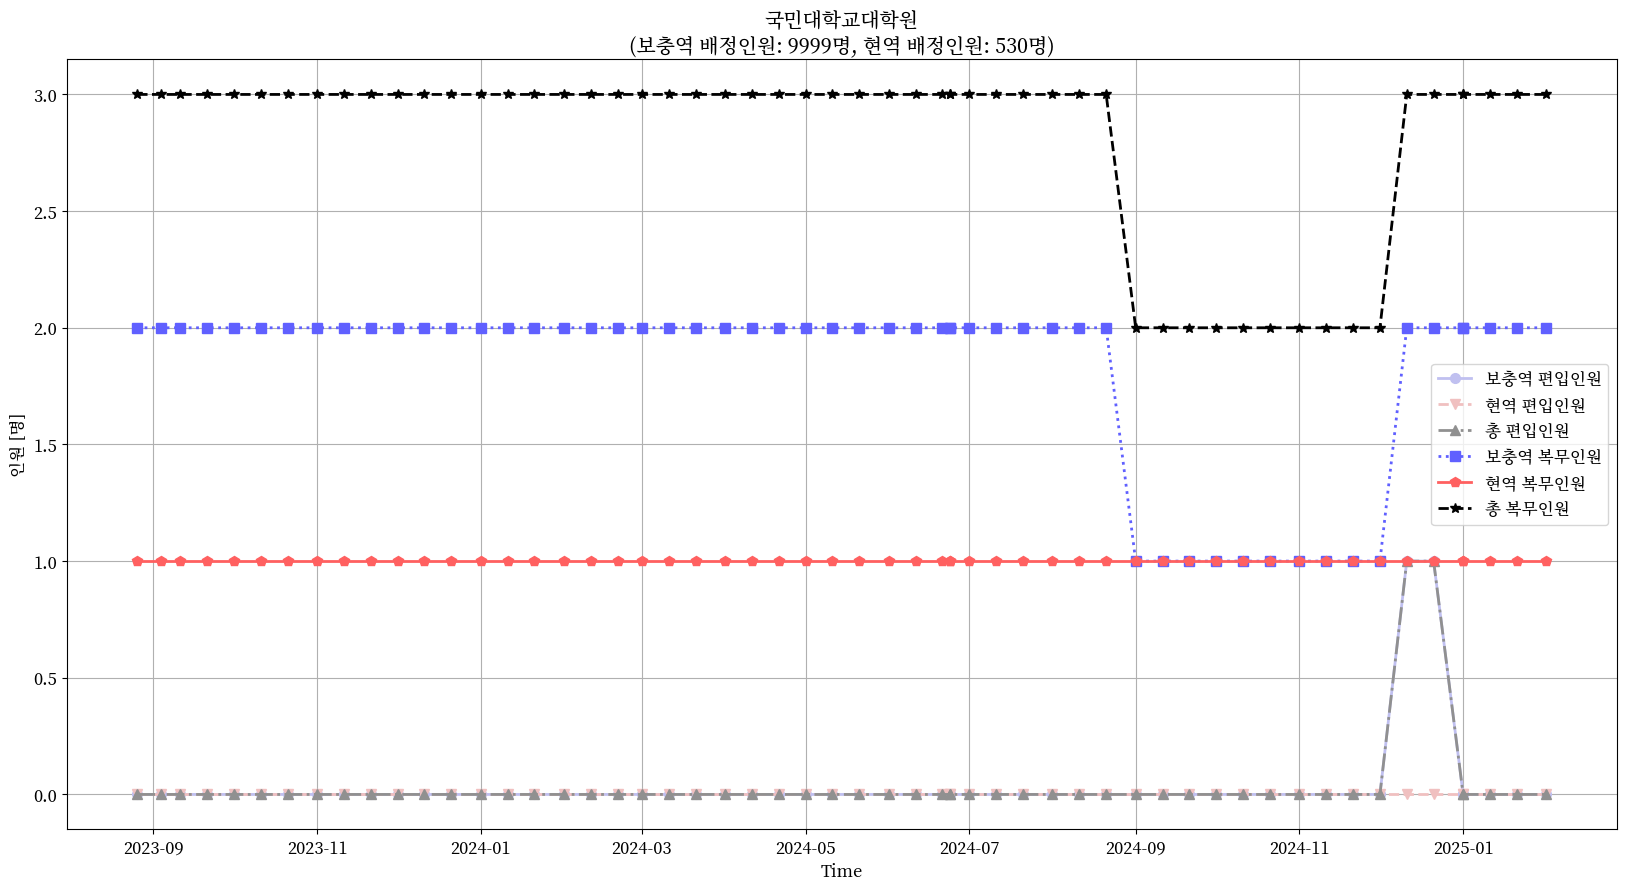 국민대학교대학원
(보충역 배정인원: 9999명, 현역 배정인원: 530명)
인원 [명]
3.0
2.5
2.0
1.5
1.0
0.5
0.0
보충역 편입인원
현역 편입인원
총 편입인원
보충역 복무인원
현역 복무인원
총 복무인원
2023-09
2023-11
2024-01
2024-03
2024-05
2024-07
2024-09
2024-11
2025-01
Time